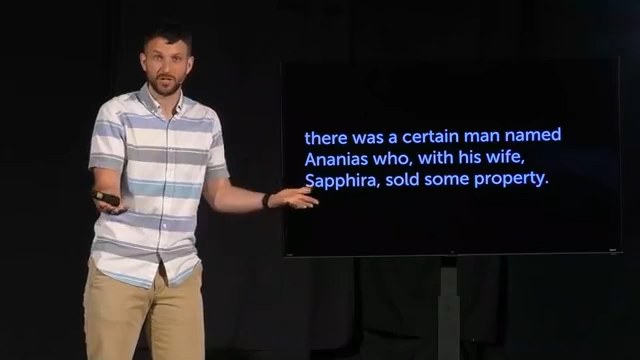 there was a certain man named
Ananias who, with his wife,
Sapphira, sold some property.